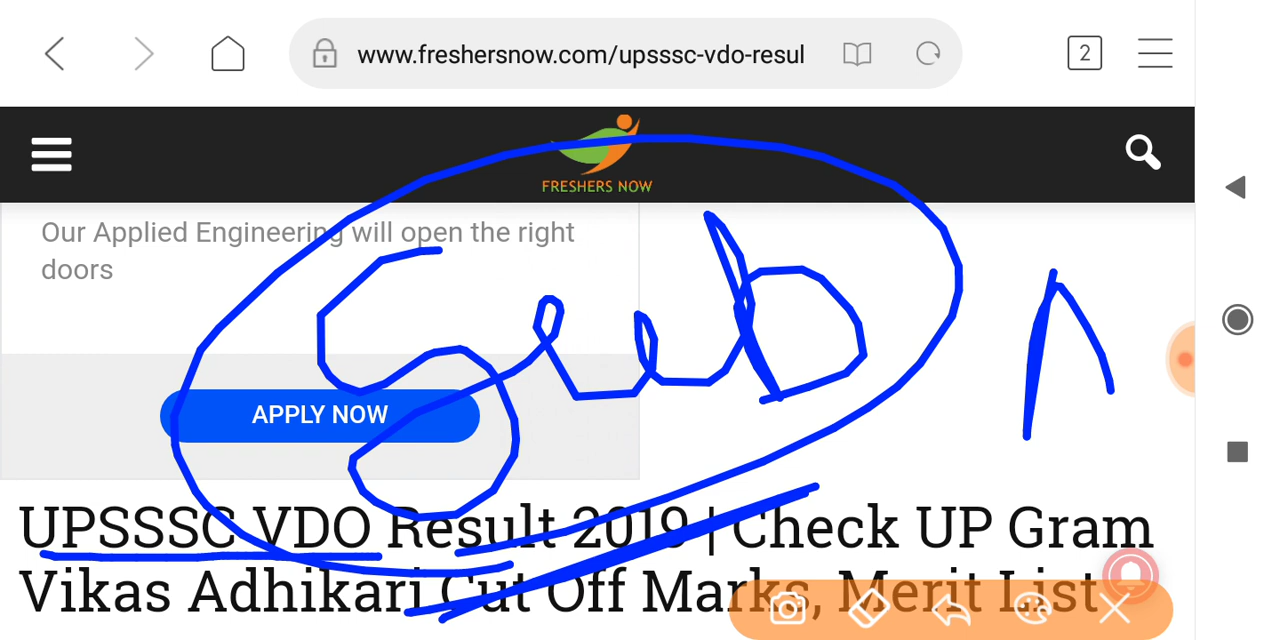 www.freshersnow.com/upsssc-vdo-resul
2
FRESHERS NOW
Our Applied Engineering will open the right
doors
Sub
APPLY NOW
UPSSSC VDO Result 2019 | Check UP Gram
Vikas Adhikari Cut Off Marks, Merit List